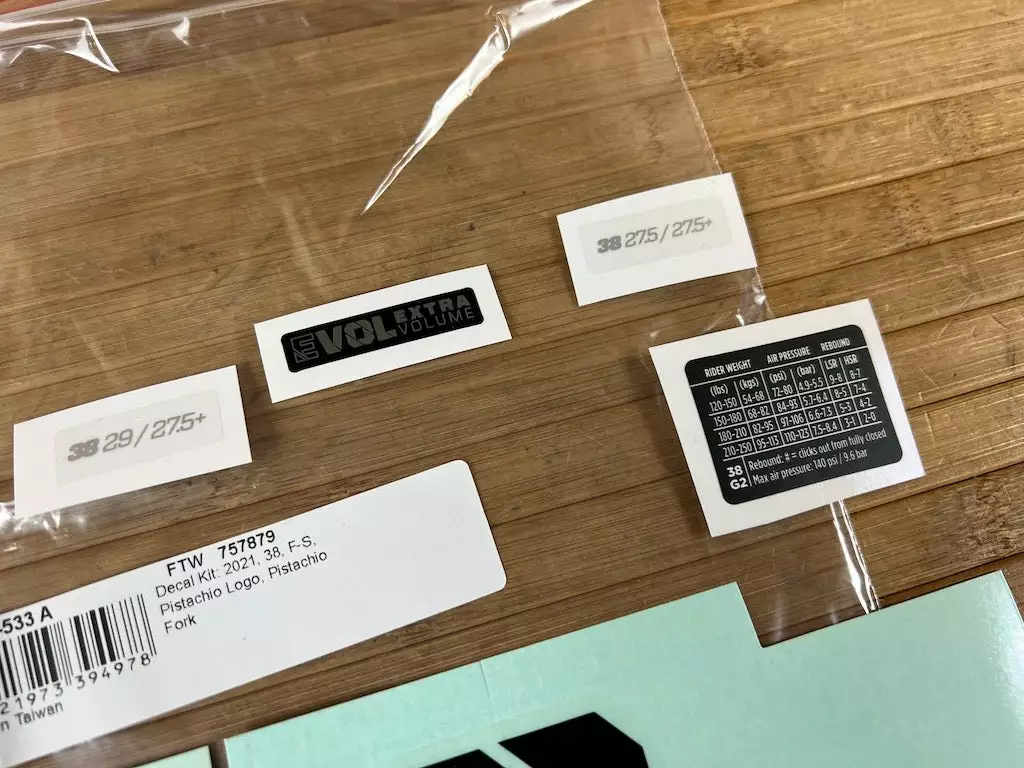 38 27.5 / 27.5+
EVOL EXTRA VOLUME
38 29 / 27.5+
RIDER WEIGHT AIR PRESSURE REBOUND
(lbs) (kgs) (psi) (bar) LSR HSR
120-150 54-68 72-80 4.9-5.5 9-8 8-7
150-180 68-82 84-93 5.7-6.4 8-5 7-4
180-210 82-95 97-106 6.6-7.3 5-3 4-2
210-250 95-113 110-123 7.5-8.4 3-1 2-0
38 G2
Rebound: # = clicks out from fully closed
Max air pressure: 140 psi / 9.6 bar
FTW 757879
Decal Kit: 2021, 38, F-S,
Pistachio Logo, Pistachio
Fork
-533 A
21973 394978
n Taiwan